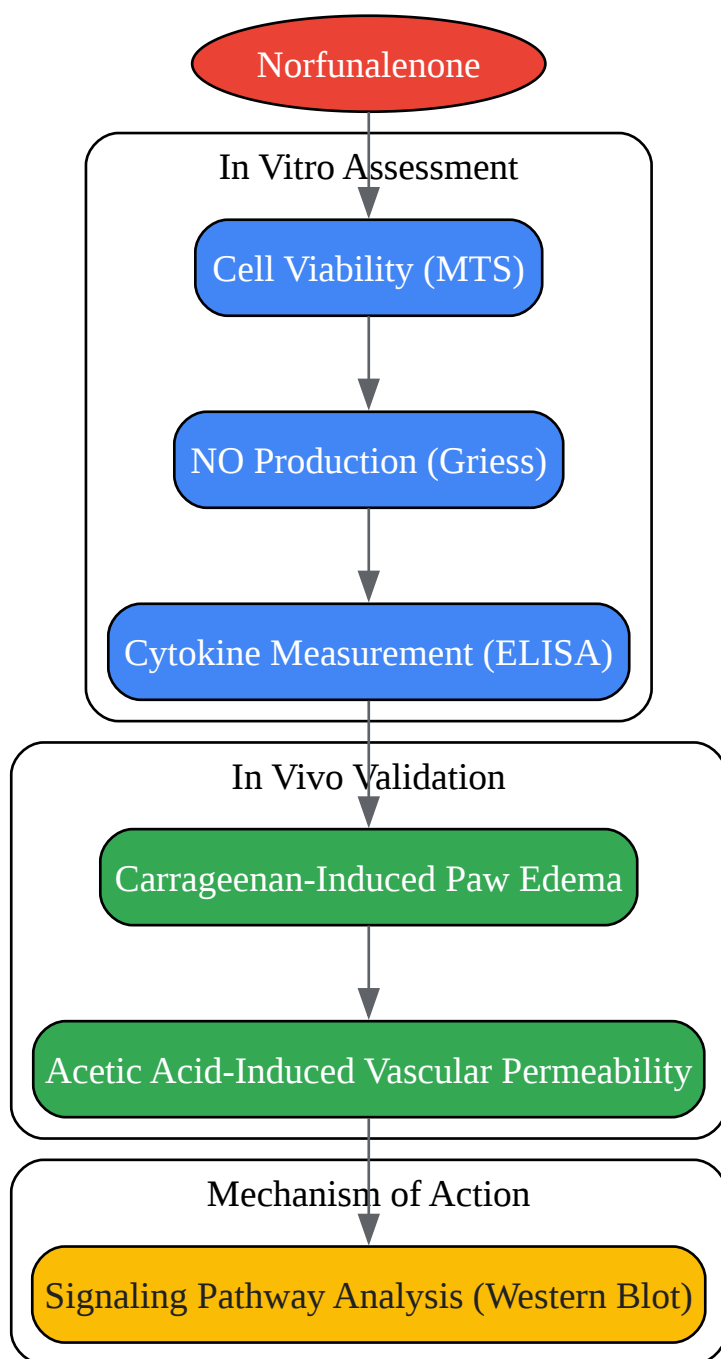 Norfunalenone
In Vitro Assessment
Cell Viability (MTS)
NO Production (Griess)
Cytokine Measurement (ELISA)
In Vivo Validation
Carrageenan-Induced Paw Edema
Acetic Acid-Induced Vascular Permeability
Mechanism of Action
Signaling Pathway Analysis (Western Blot)